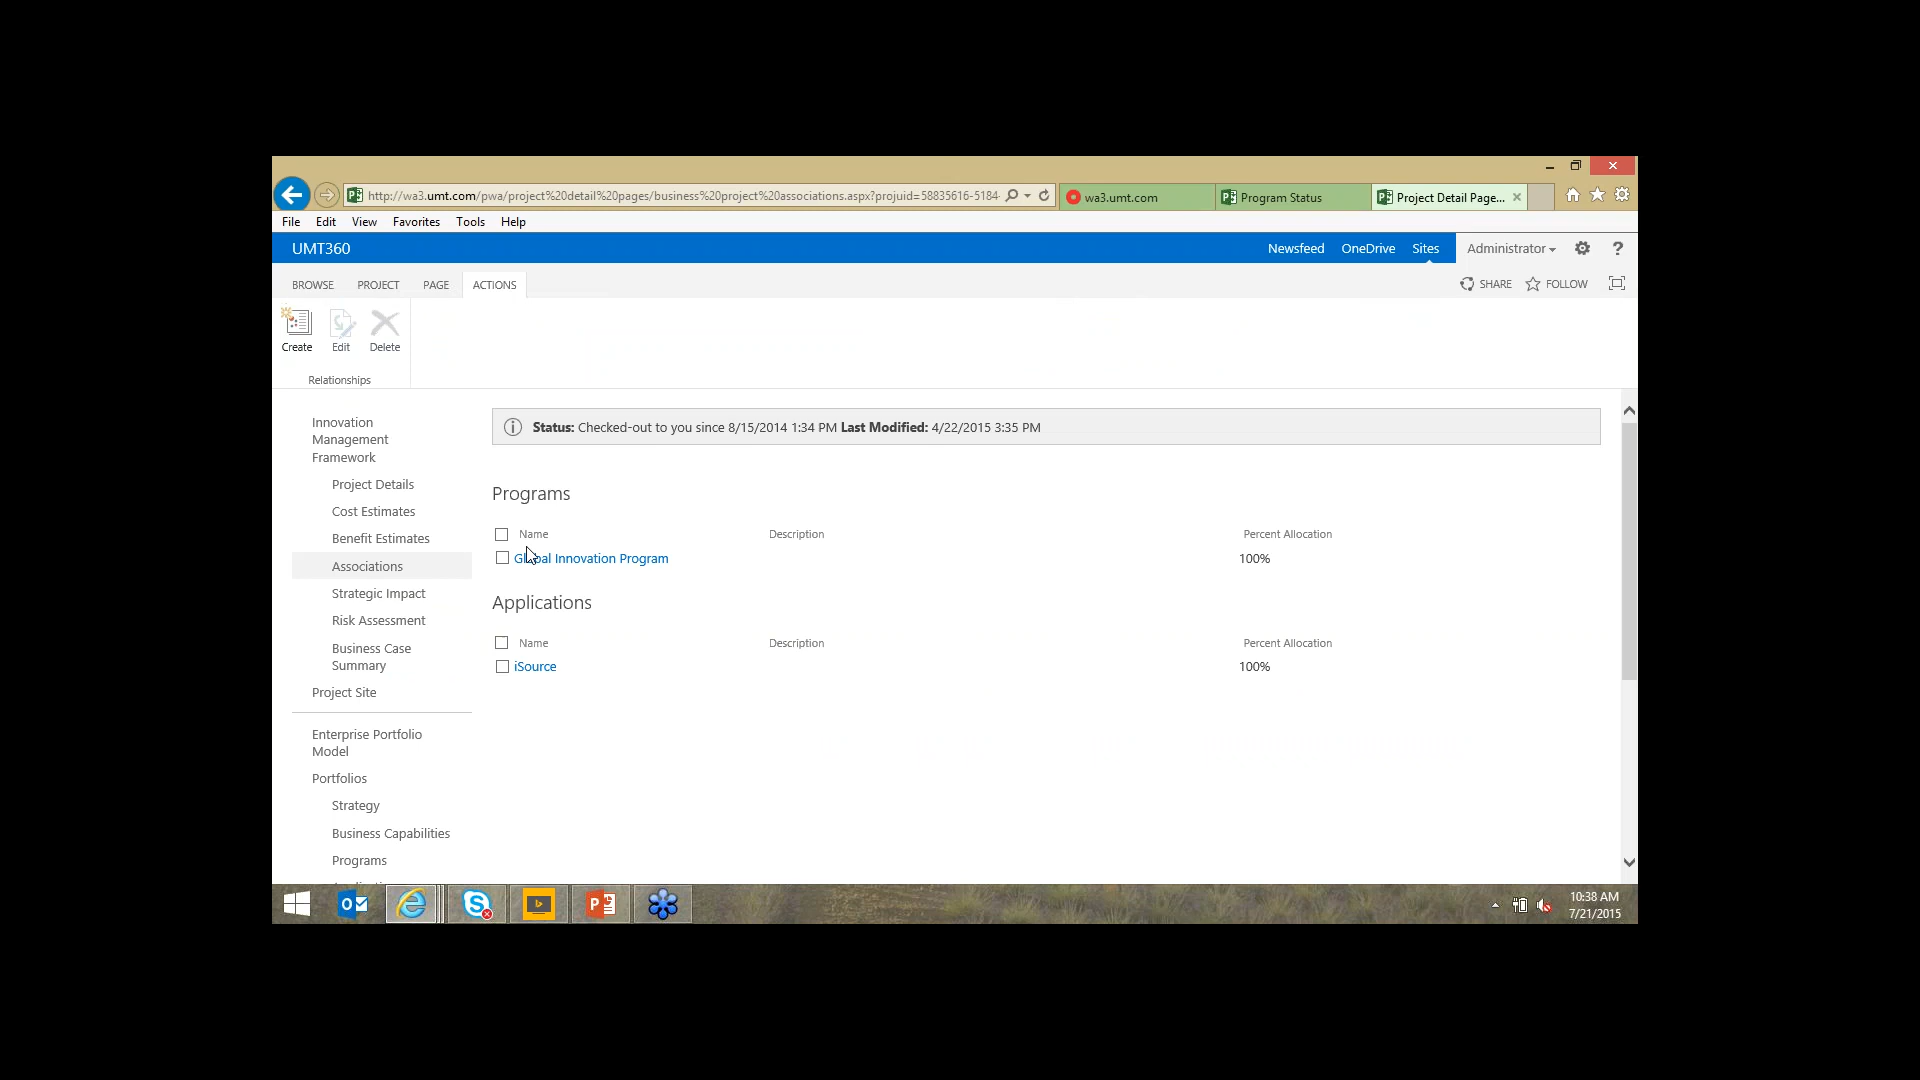 http://wa3.umt.com/pwa/project%20detail%20pages/business%20project%20associations.aspx?projuid=58835616-5184-
wa3.umt.com
Program Status
Project Detail Page...
File Edit View Favorites Tools Help
UMT360
Newsfeed OneDrive Sites Administrator ?
BROWSE PROJECT PAGE ACTIONS
SHARE FOLLOW
Create Edit Delete
Relationships
Innovation
Management
Framework
Project Details
Cost Estimates
Benefit Estimates
Associations
Strategic Impact
Risk Assessment
Business Case
Summary
Project Site
Enterprise Portfolio
Model
Portfolios
Strategy
Business Capabilities
Programs
Status: Checked-out to you since 8/15/2014 1:34 PM Last Modified: 4/22/2015 3:35 PM
Programs
Name Description Percent Allocation
Global Innovation Program 100%
Applications
Name Description Percent Allocation
iSource 100%
10:38 AM
7/21/2015